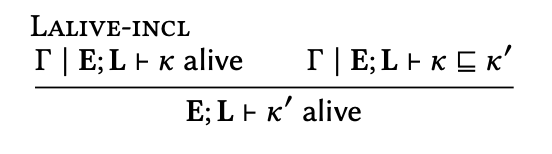 LALIVE-INCL
Γ | E; L ⊢ κ alive Γ | E; L ⊢ κ ⊑ κ′
E; L ⊢ κ′ alive